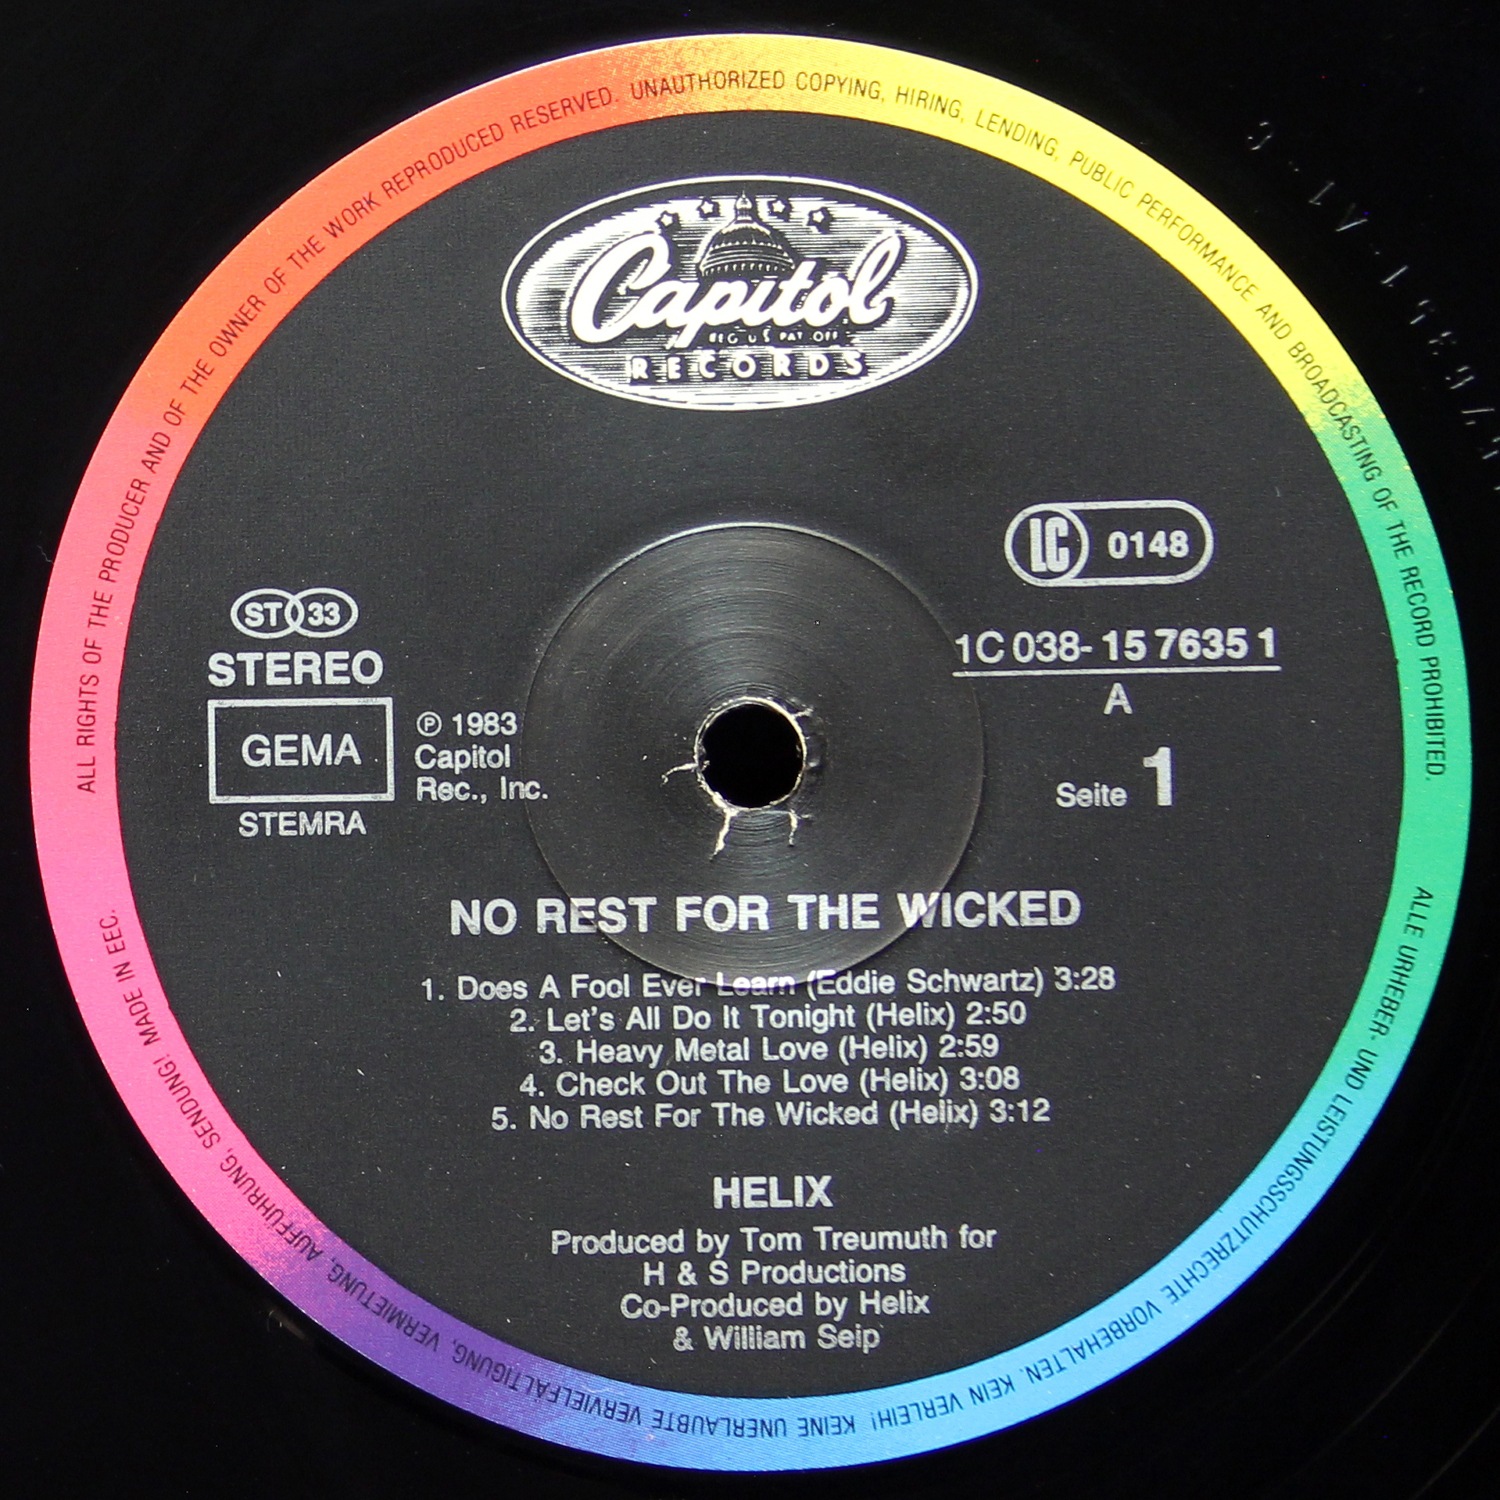 ALL RIGHTS OF THE PRODUCER AND OF THE OWNER OF THE WORK REPRODUCED RESERVED. UNAUTHORIZED COPYING, HIRING, LENDING, PUBLIC PERFORMANCE AND BROADCASTING OF THE RECORD PROHIBITED.
Capitol
REG US PAT OFF
RECORDS
LC 0148
ST 33
STEREO
GEMA
STEMRA
℗ 1983
Capitol
Rec., Inc.
1C 038-15 7635 1
A
Seite 1
NO REST FOR THE WICKED
1. Does A Fool Ever Learn (Eddie Schwartz) 3:28
2. Let's All Do It Tonight (Helix) 2:50
3. Heavy Metal Love (Helix) 2:59
4. Check Out The Love (Helix) 3:08
5. No Rest For The Wicked (Helix) 3:12
HELIX
Produced by Tom Treumuth for
H & S Productions
Co-Produced by Helix
& William Seip
ALLE URHEBER- UND LEISTUNGSSCHUTZRECHTE VORBEHALTEN. KEIN VERLEIH! KEINE UNERLAUBTE VERVIELFÄLTIGUNG, VERMIETUNG, AUFFÜHRUNG, SENDUNG! MADE IN EEC.